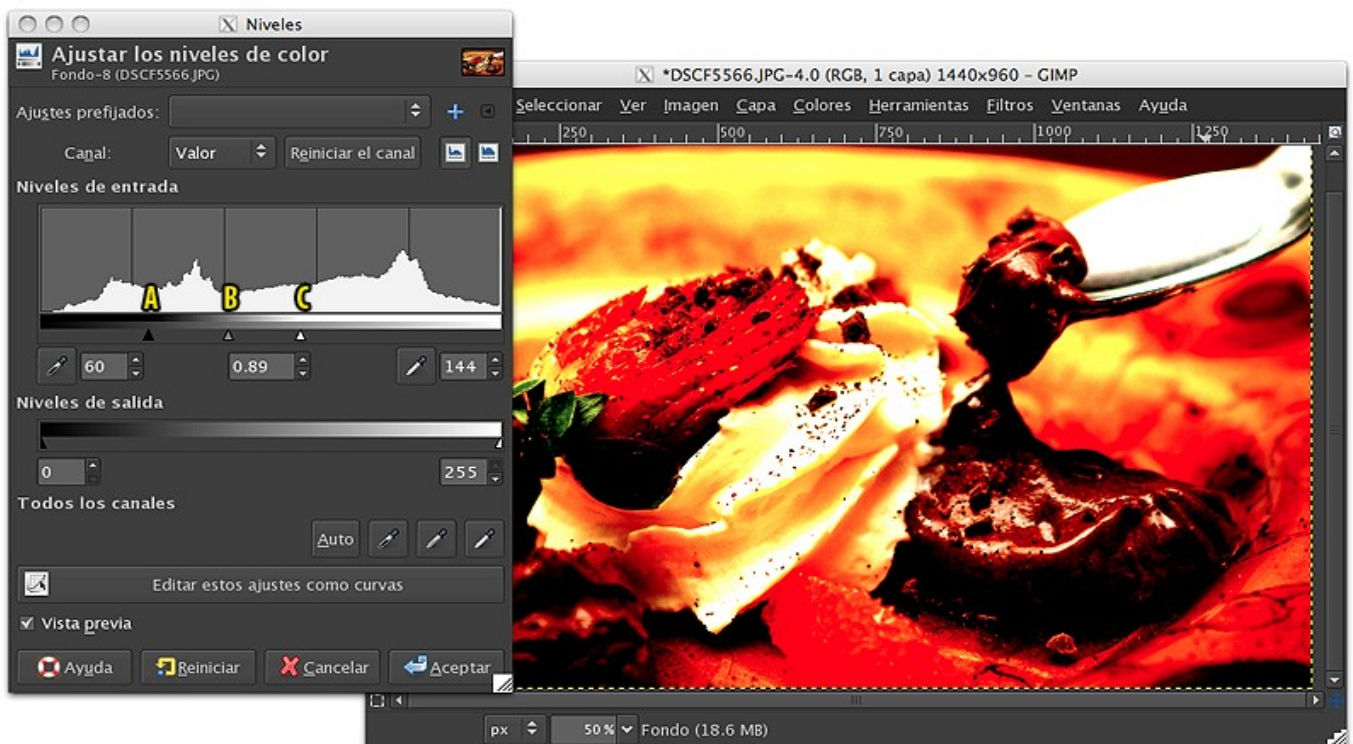 Niveles
Ajustar los niveles de color
Fondo-8 (DSCF5566.JPG)
Ajustes prefijados:
Canal: Valor Reiniciar el canal
Niveles de entrada
A B C
60 0.89 144
Niveles de salida
0 255
Todos los canales
Auto
Editar estos ajustes como curvas
Vista previa
Ayuda Reiniciar Cancelar Aceptar
*DSCF5566.JPG-4.0 (RGB, 1 capa) 1440x960 – GIMP
Seleccionar Ver Imagen Capa Colores Herramientas Filtros Ventanas Ayuda
250 500 750 1000 1250
px 50% Fondo (18.6 MB)